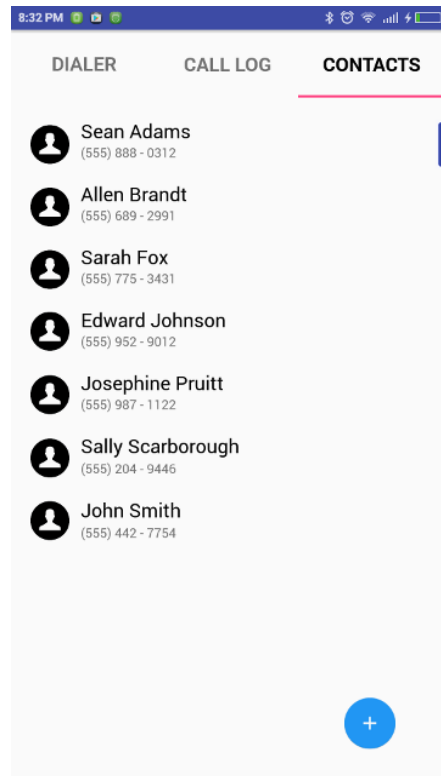 8:32 PM
DIALER CALL LOG CONTACTS
Sean Adams
(555) 888 - 0312
Allen Brandt
(555) 689 - 2991
Sarah Fox
(555) 775 - 3431
Edward Johnson
(555) 952 - 9012
Josephine Pruitt
(555) 987 - 1122
Sally Scarborough
(555) 204 - 9446
John Smith
(555) 442 - 7754
+